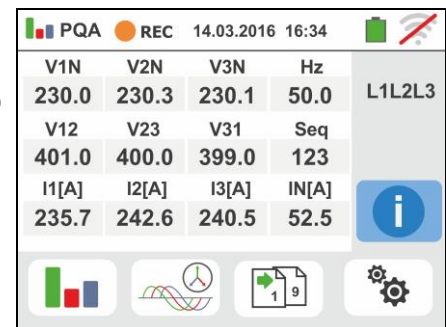 PQA REC 14.03.2016 16:34
V1N V2N V3N Hz
230.0 230.3 230.1 50.0 L1L2L3
V12 V23 V31 Seq
401.0 400.0 399.0 123
I1[A] I2[A] I3[A] IN[A]
235.7 242.6 240.5 52.5
i
1 9